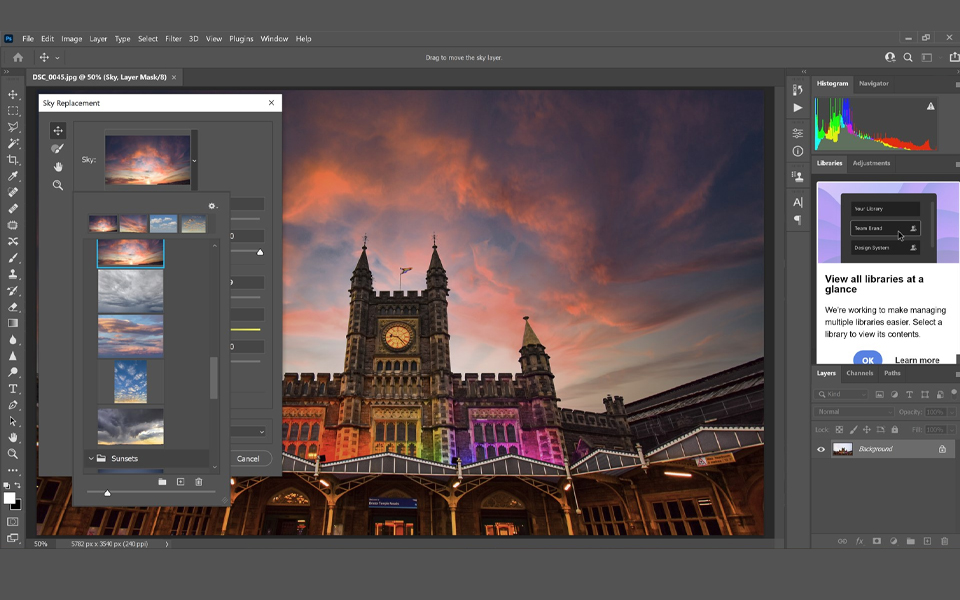 Ps File Edit Image Layer Type Select Filter 3D View Plugins Window Help
Drag to move the sky layer.
DSC_0045.jpg @ 50% (Sky, Layer Mask/8) ×
Sky Replacement
Sky:
Sunsets
Cancel
50% 5782 px x 3540 px (240 ppi)
Histogram Navigator
Libraries Adjustments
Your Library
Team Brand
Design System
View all libraries at a
glance
We're working to make managing
multiple libraries easier. Select a
library to view its contents.
OK Learn more
Layers Channels Paths
Kind
Normal Opacity: 100%
Lock: Fill: 100%
Background